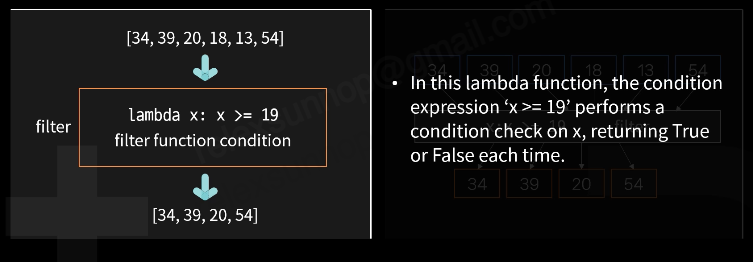 [34, 39, 20, 18, 13, 54]
filter
lambda x: x >= 19
filter function condition
[34, 39, 20, 54]
• In this lambda function, the condition
expression ‘x >= 19’ performs a
condition check on x, returning True
or False each time.
34 39 20 18 13 54
34 39 20 54